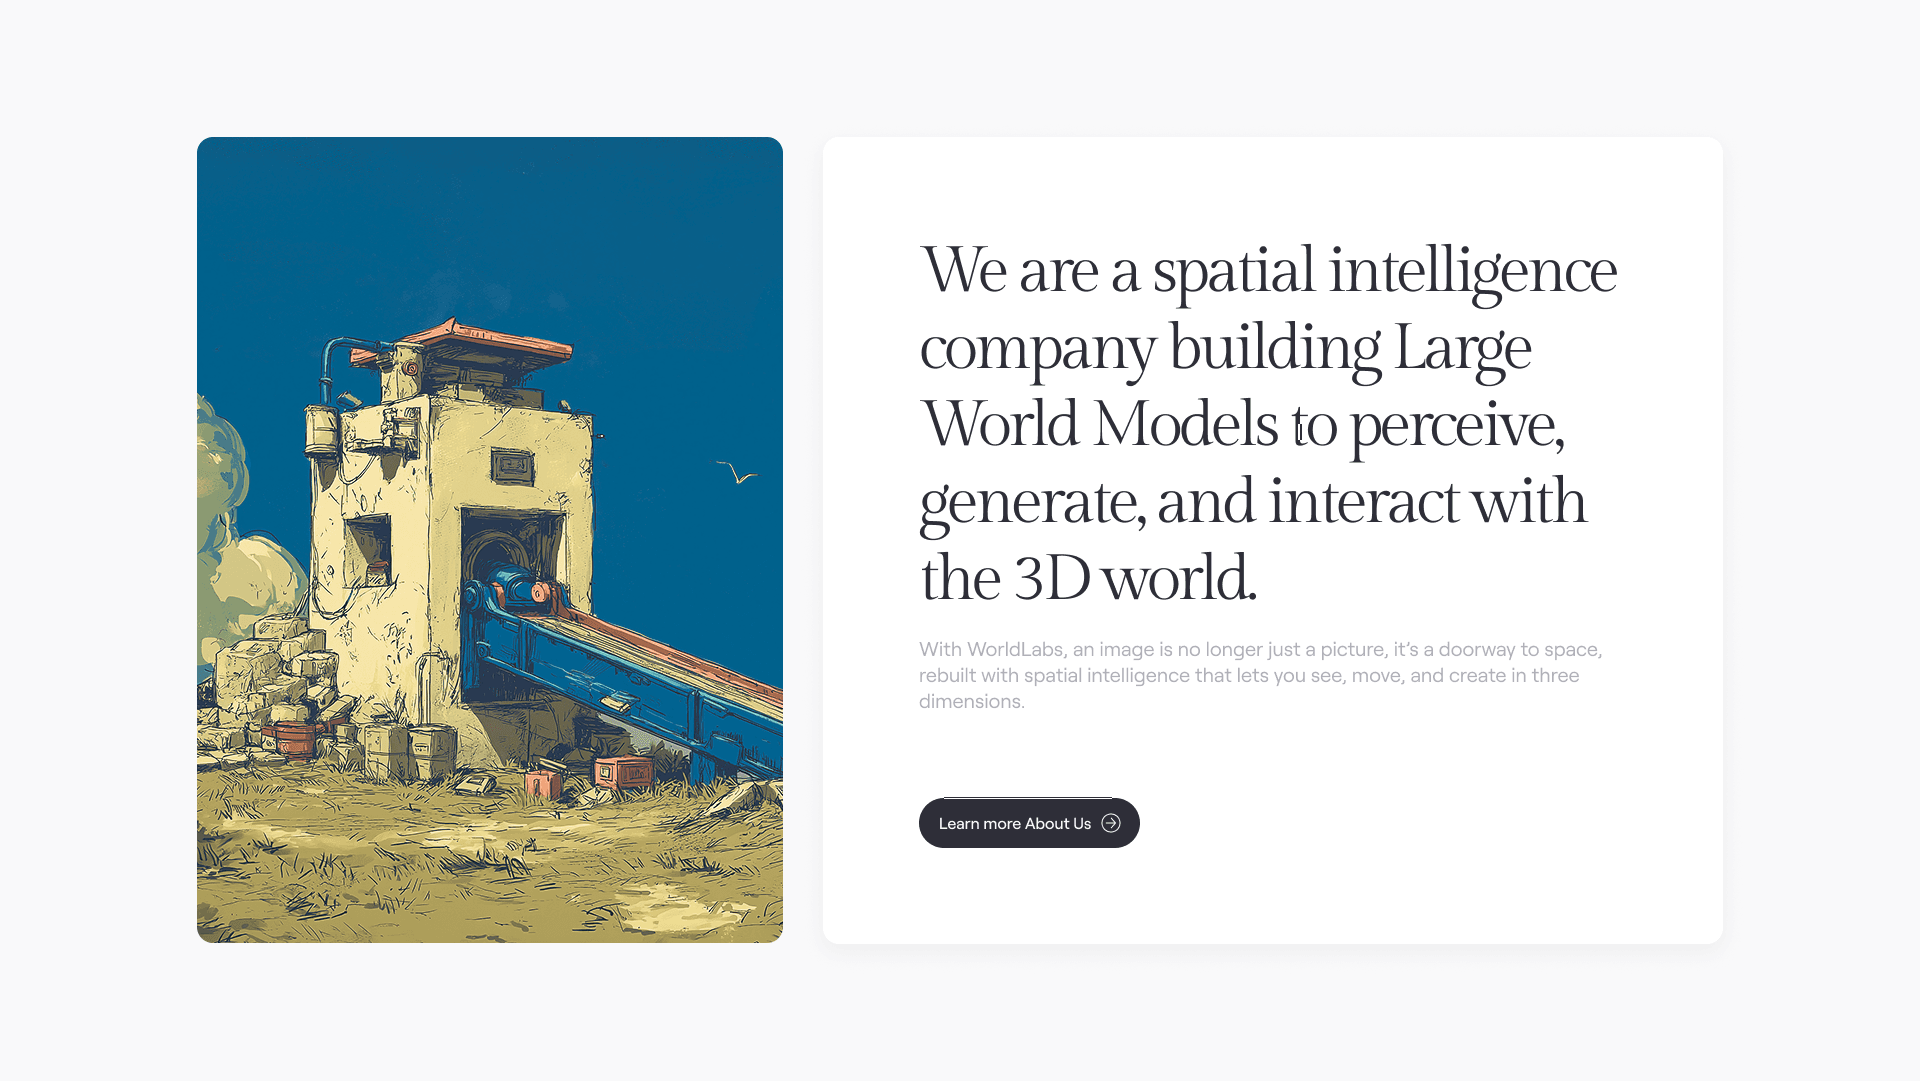 We are a spatial intelligence
company building Large
World Models to perceive,
generate, and interact with
the 3D world.
With WorldLabs, an image is no longer just a picture, it’s a doorway to space,
rebuilt with spatial intelligence that lets you see, move, and create in three
dimensions.
Learn more About Us